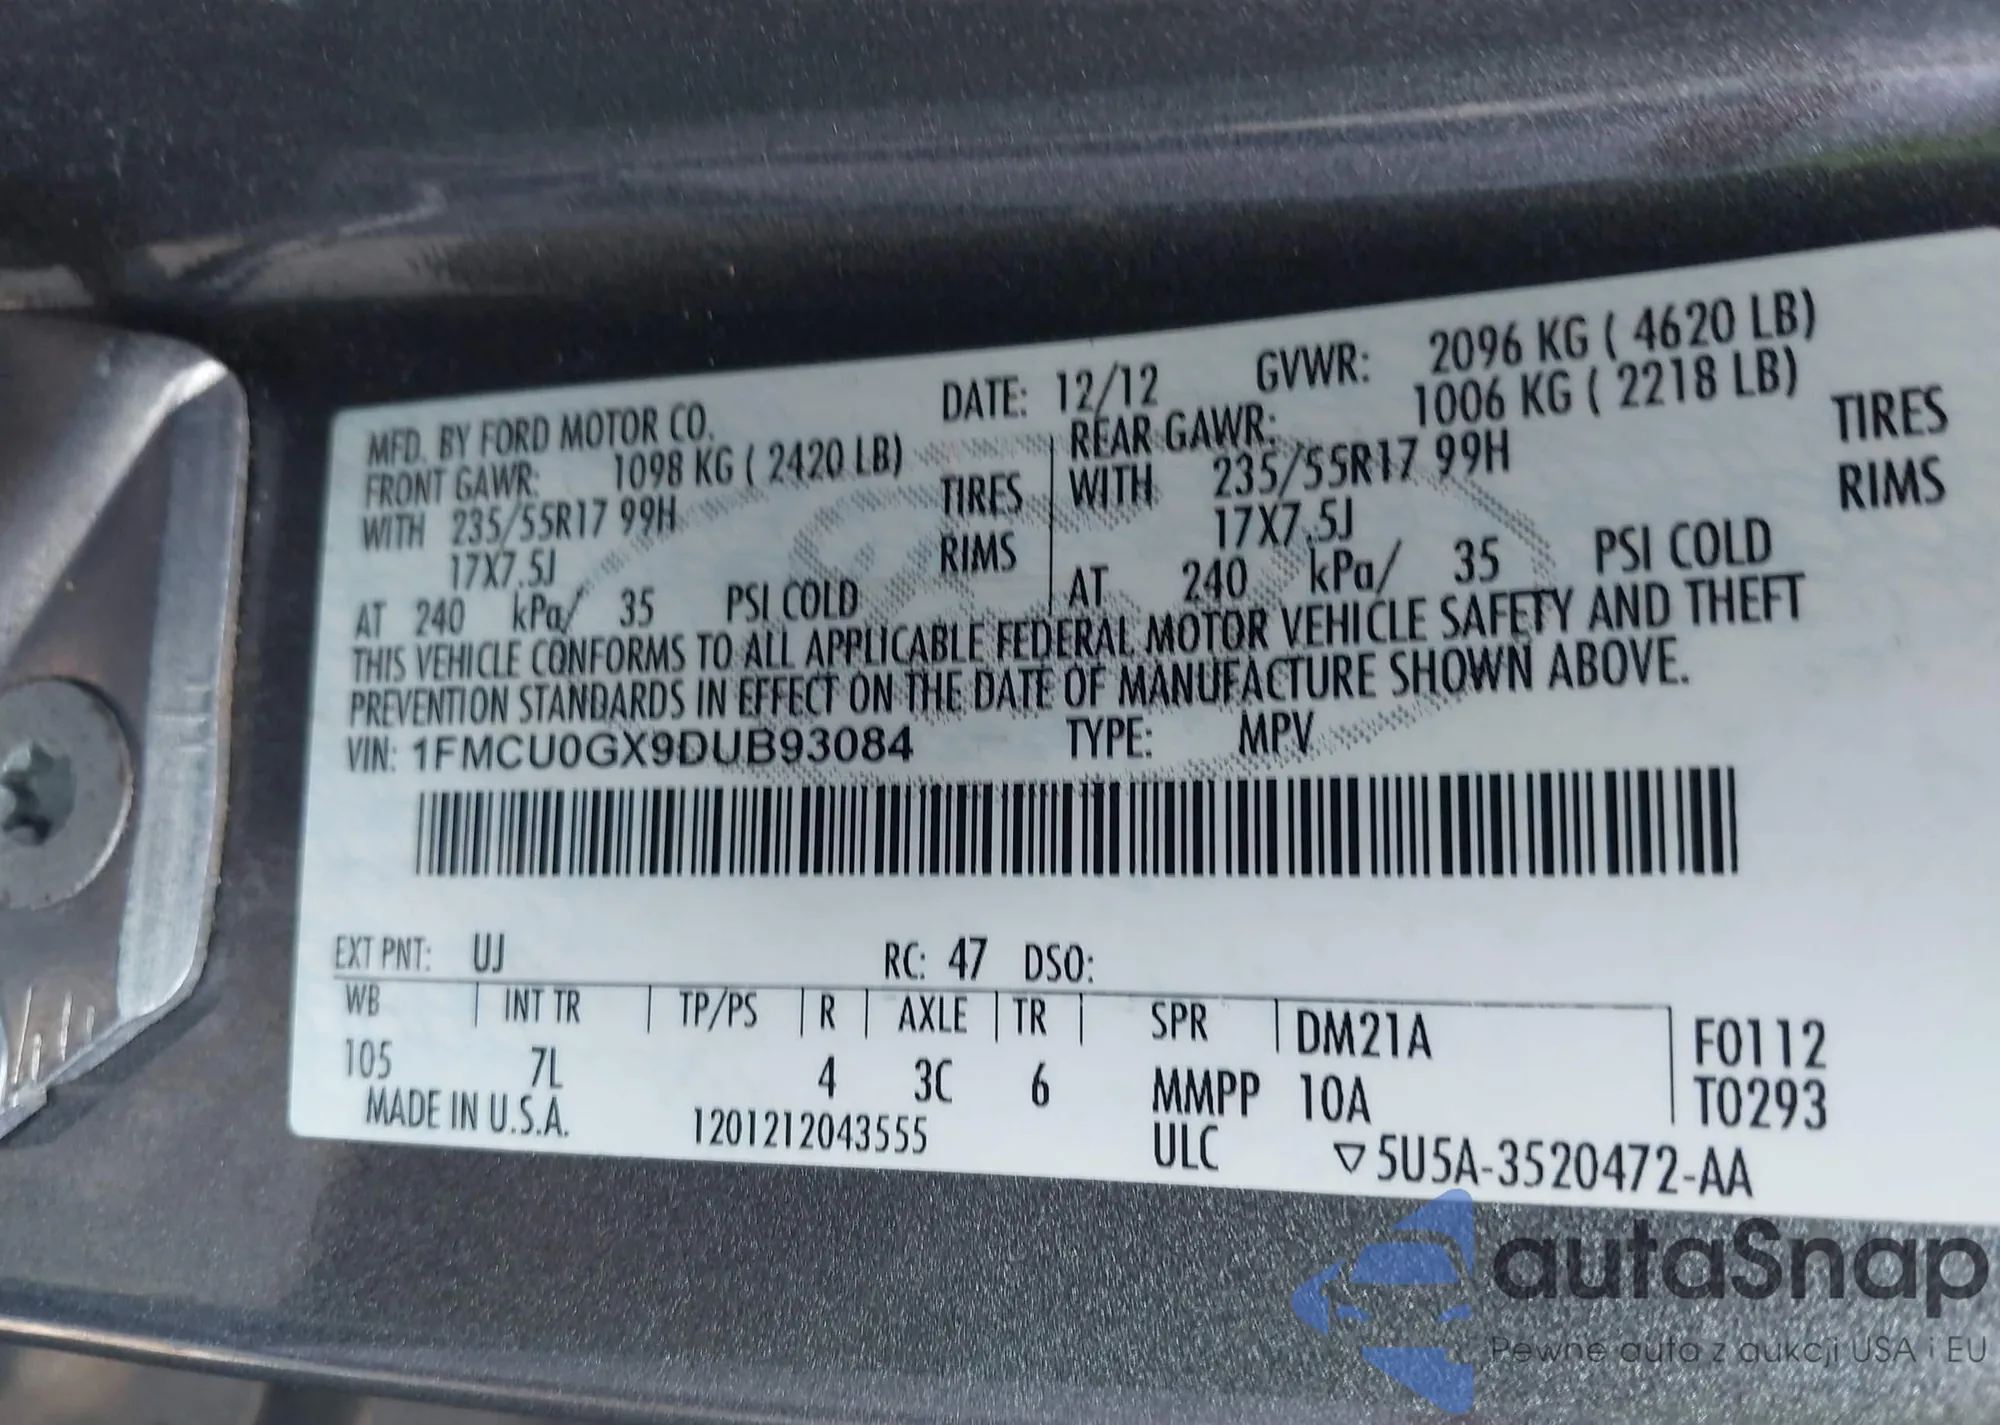 MFD. BY FORD MOTOR CO. DATE: 12/12 GVWR: 2096 KG ( 4620 LB)
FRONT GAWR: 1098 KG ( 2420 LB) REAR GAWR: 1006 KG ( 2218 LB)
WITH 235/55R17 99H TIRES WITH 235/55R17 99H TIRES
17X7.5J RIMS 17X7.5J RIMS
AT 240 kPa/ 35 PSI COLD AT 240 kPa/ 35 PSI COLD
THIS VEHICLE CONFORMS TO ALL APPLICABLE FEDERAL MOTOR VEHICLE SAFETY AND THEFT
PREVENTION STANDARDS IN EFFECT ON THE DATE OF MANUFACTURE SHOWN ABOVE.
VIN: 1FMCU0GX9DUB93084 TYPE: MPV
EXT PNT: UJ RC: 47 DSO:
WB INT TR TP/PS R AXLE TR SPR DM21A F0112
105 7L 4 3C 6 MMPP 10A T0293
MADE IN U.S.A. 1201212043555 ULC ▽5U5A-3520472-AA
autaSnap
Pewne auta z aukcji USA i EU